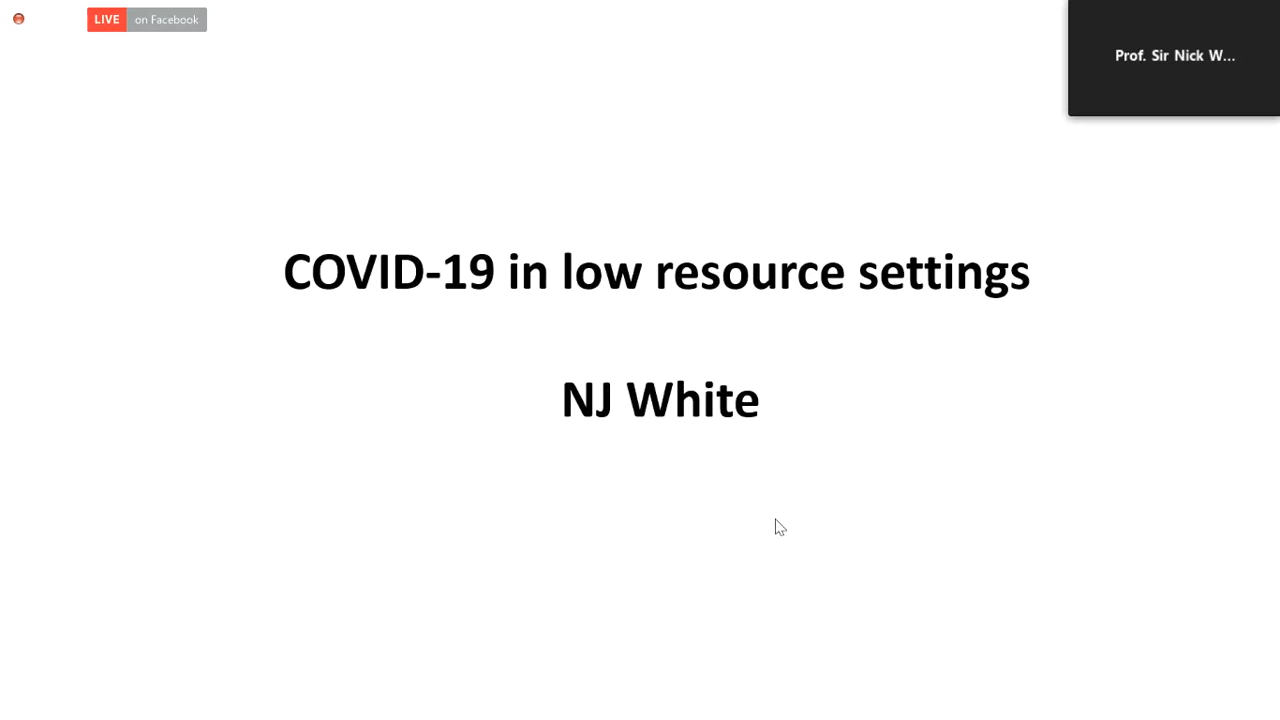 LIVE on Facebook
Prof. Sir Nick W...
COVID-19 in low resource settings
NJ White